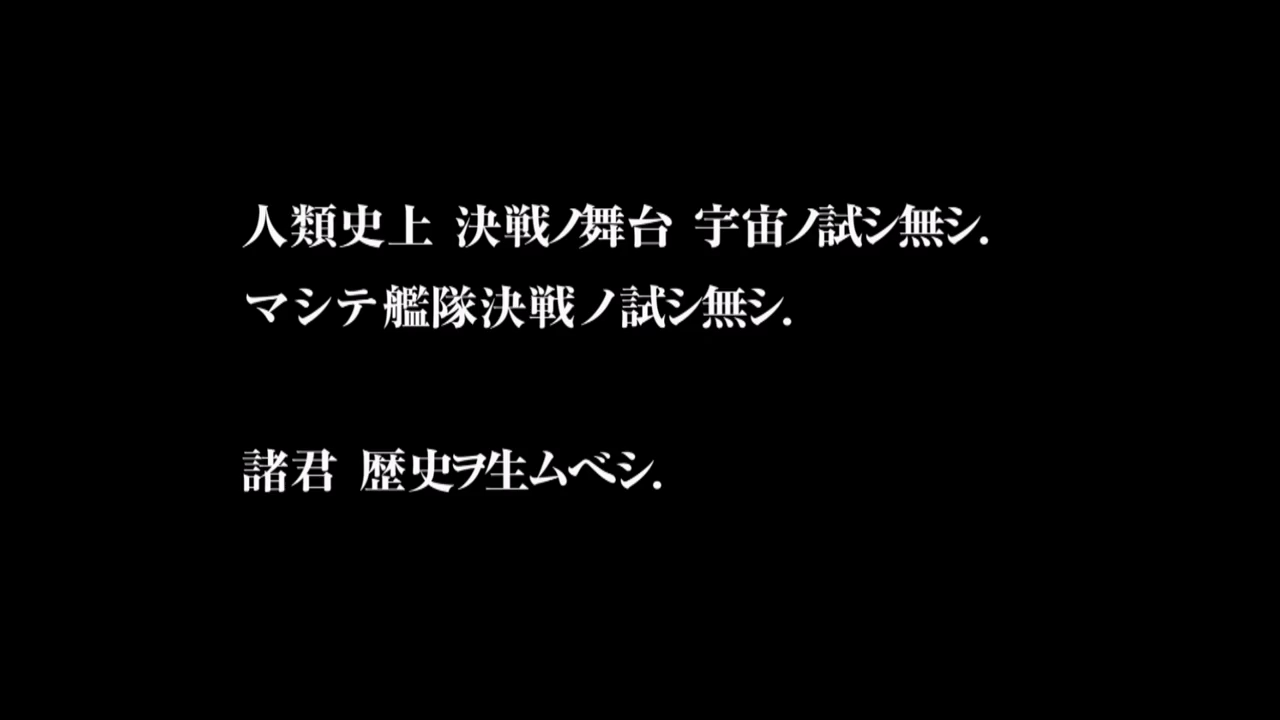 人類史上 決戦ノ舞台 宇宙ノ試シ無シ.
マシテ艦隊決戦ノ試シ無シ.
諸君 歴史ヲ生ムベシ.